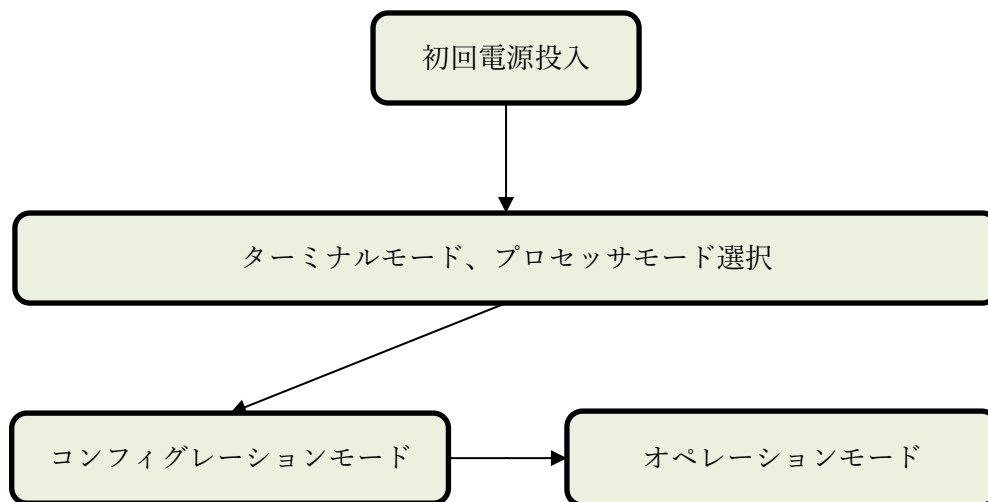 初回電源投入
ターミナルモード、プロセッサモード選択
コンフィグレーションモード
オペレーションモード